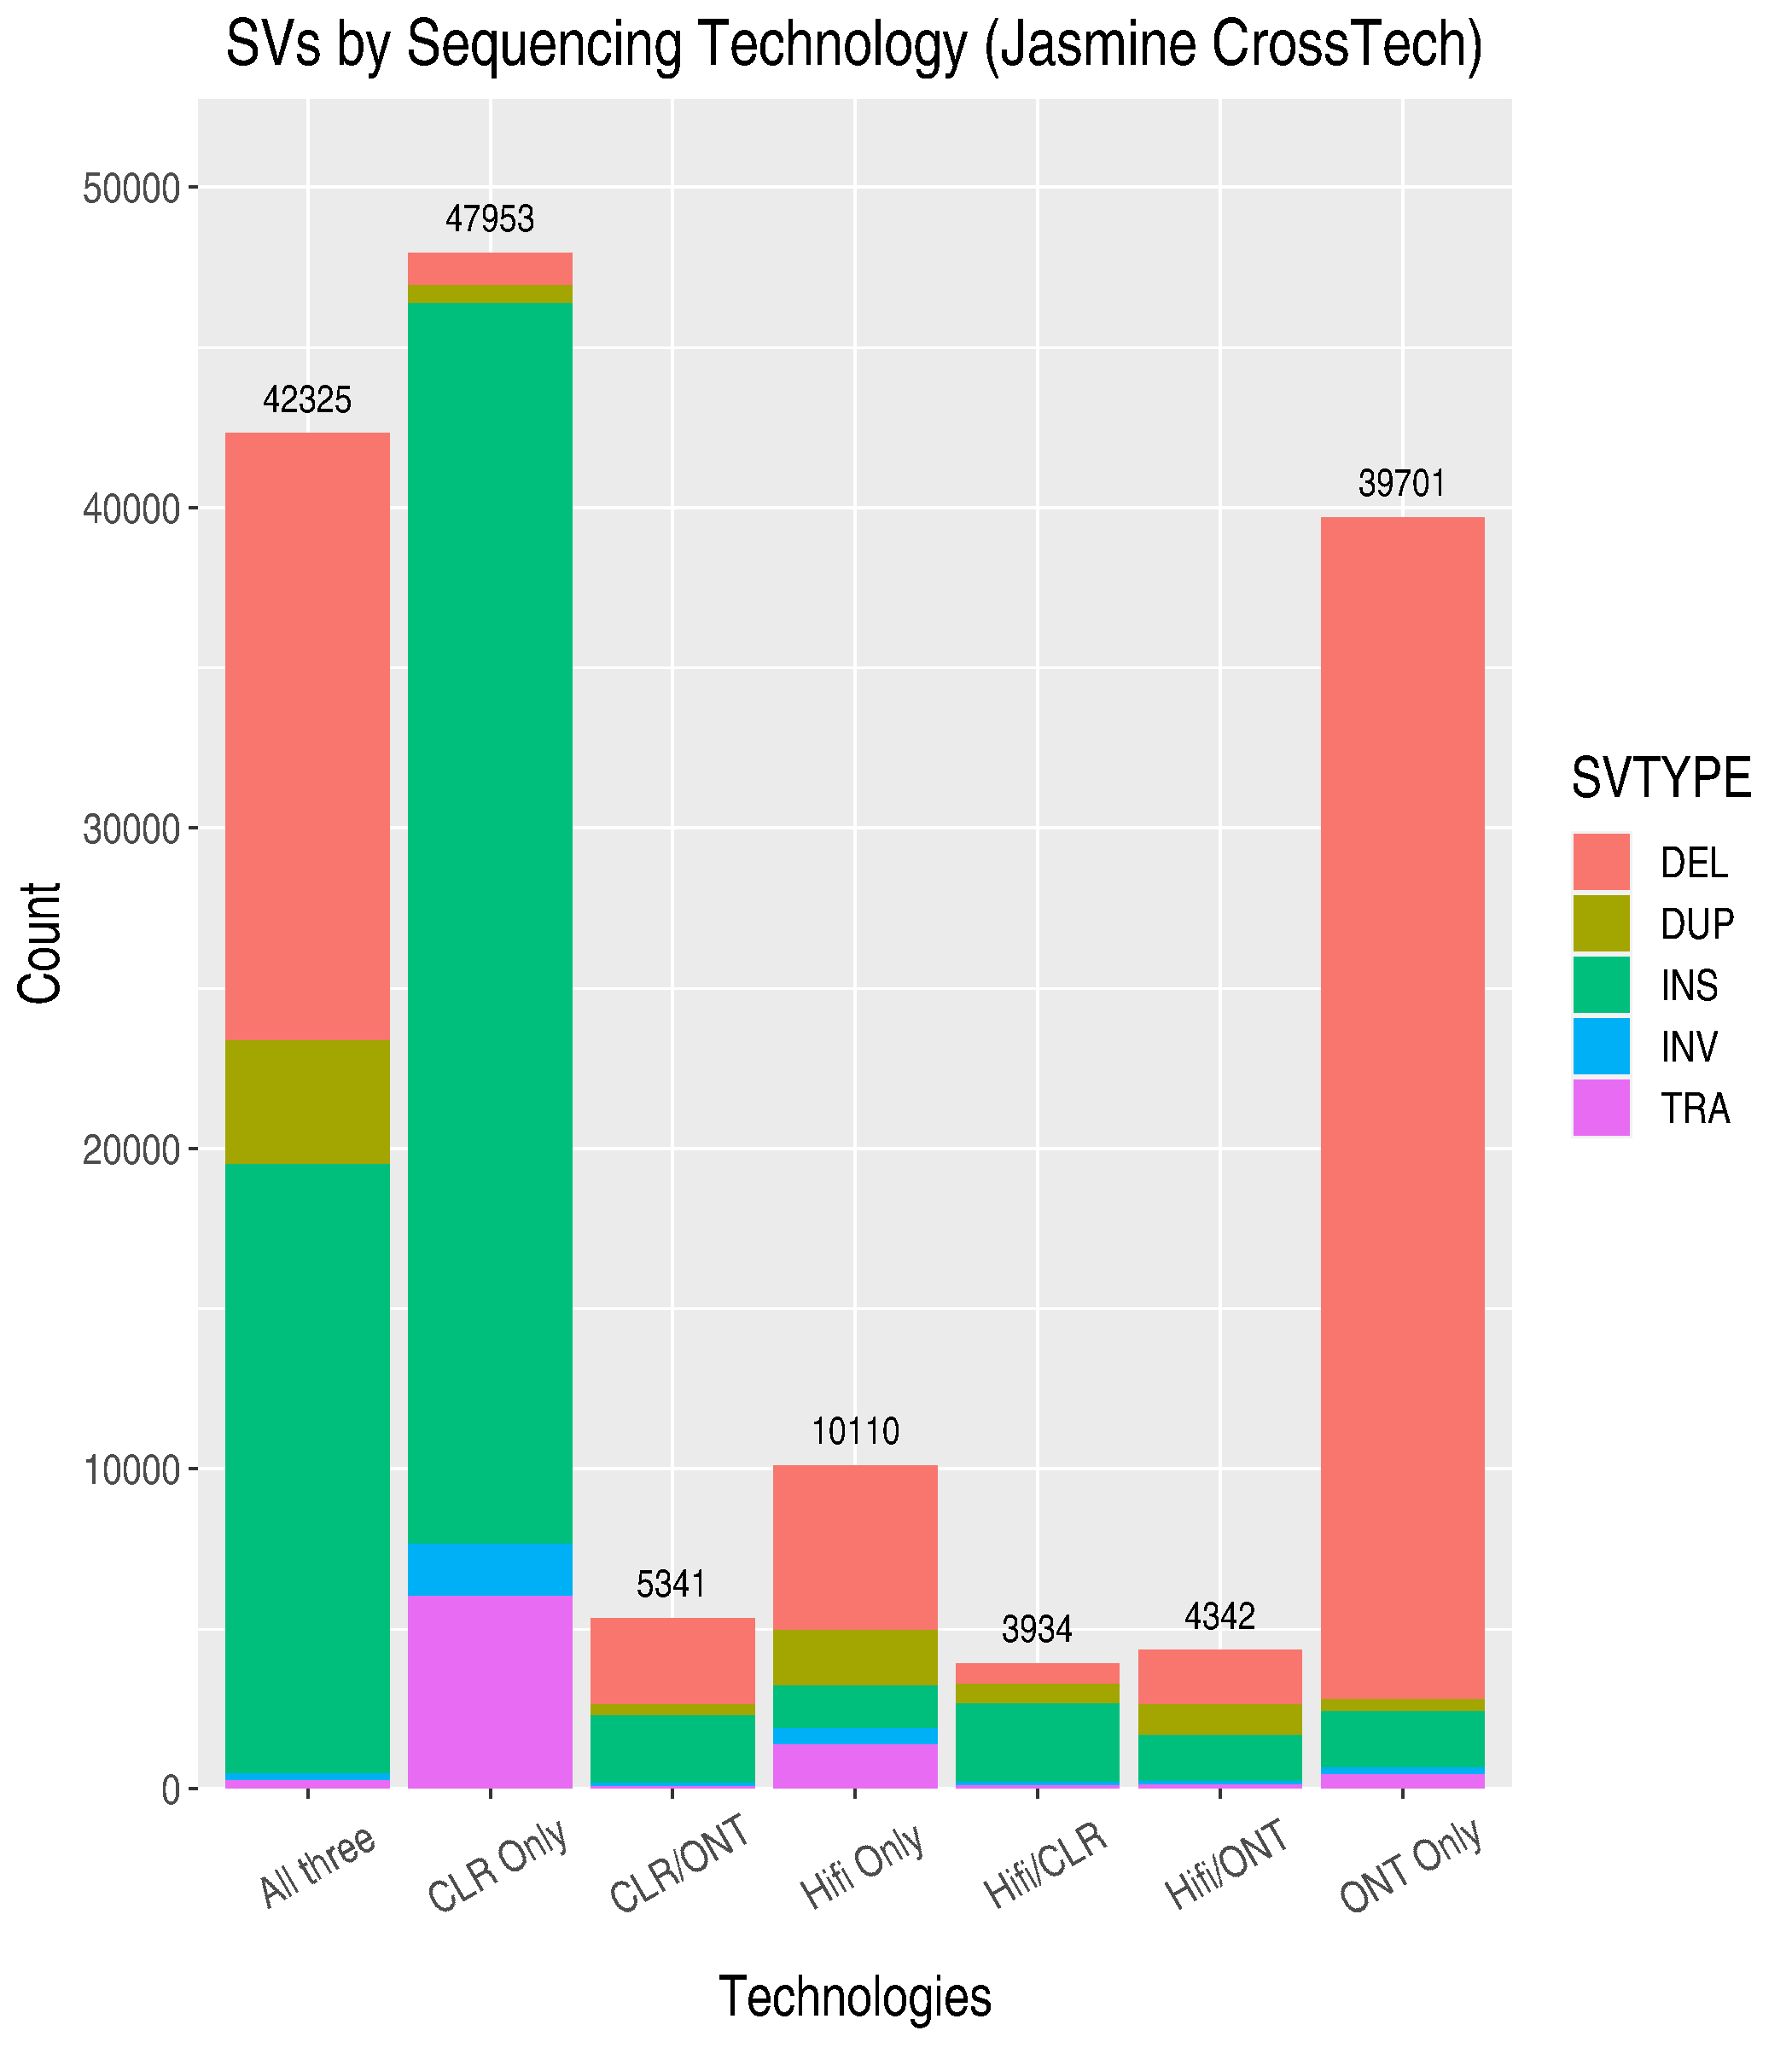 SVs by Sequencing Technology (Jasmine CrossTech)
50000
40000
30000
20000
10000
0
Count
42325
47953
5341
10110
3934
4342
39701
All three
CLR Only
CLR/ONT
Hifi Only
Hifi/CLR
Hifi/ONT
ONT Only
Technologies
SVTYPE
DEL
DUP
INS
INV
TRA